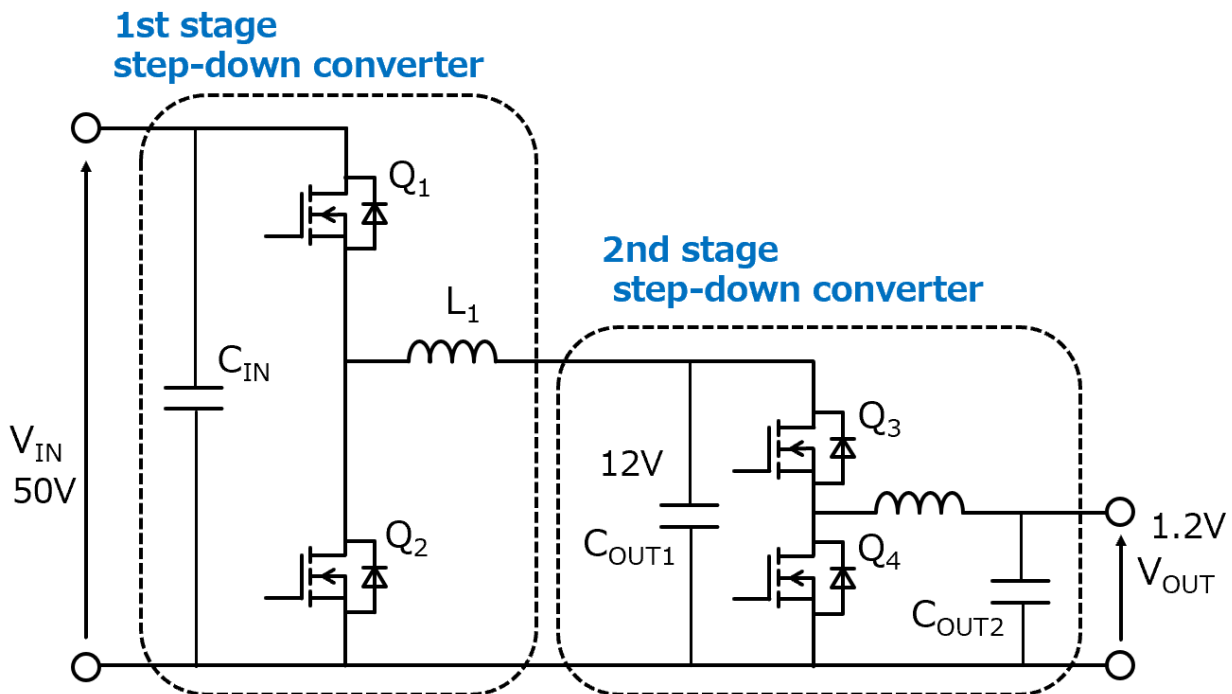 1st stage
step-down converter
Q1
2nd stage
step-down converter
L1
CIN
Q3
VIN
50V
12V
1.2V
Q2
COUT1
Q4
VOUT
COUT2